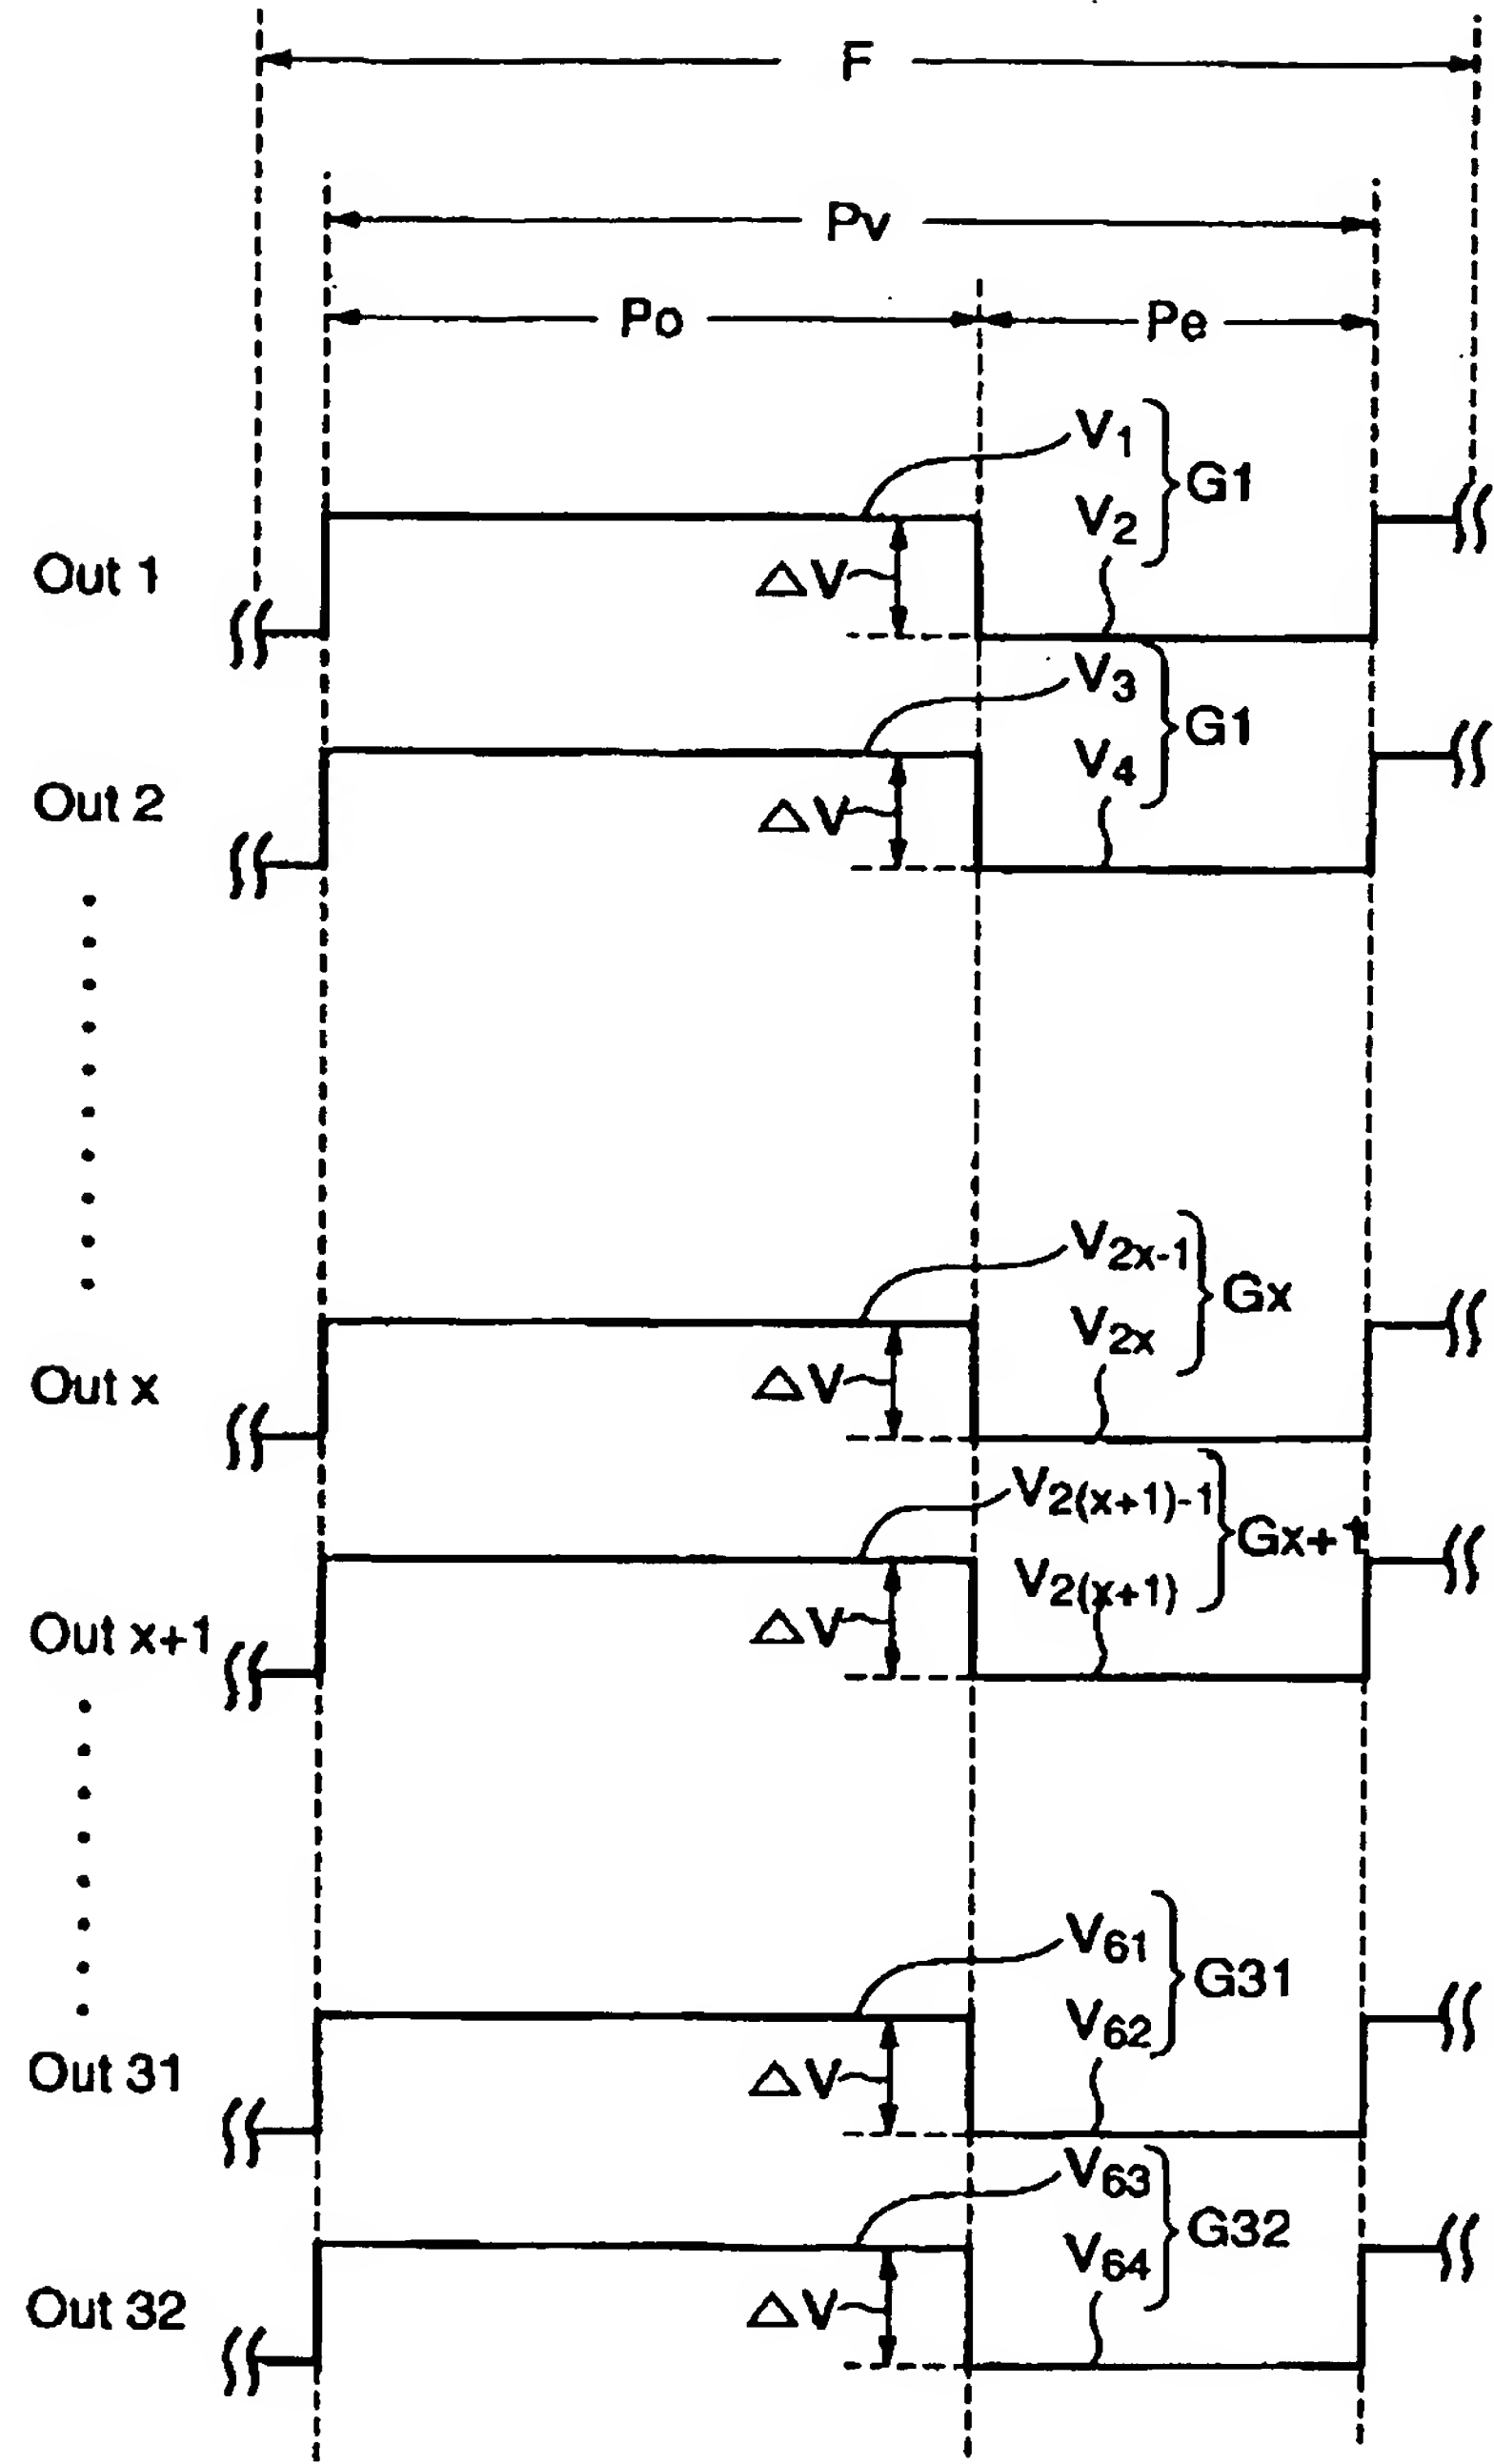 F
Pv
Po
Pe
V1
G1
V2
Out 1
ΔV
V3
G1
V4
Out 2
ΔV
V2x-1
Gx
V2x
Out x
ΔV
V2(x+1)-1
Gx+1
V2(x+1)
Out x+1
ΔV
V61
G31
V62
Out 31
ΔV
V63
G32
V64
Out 32
ΔV